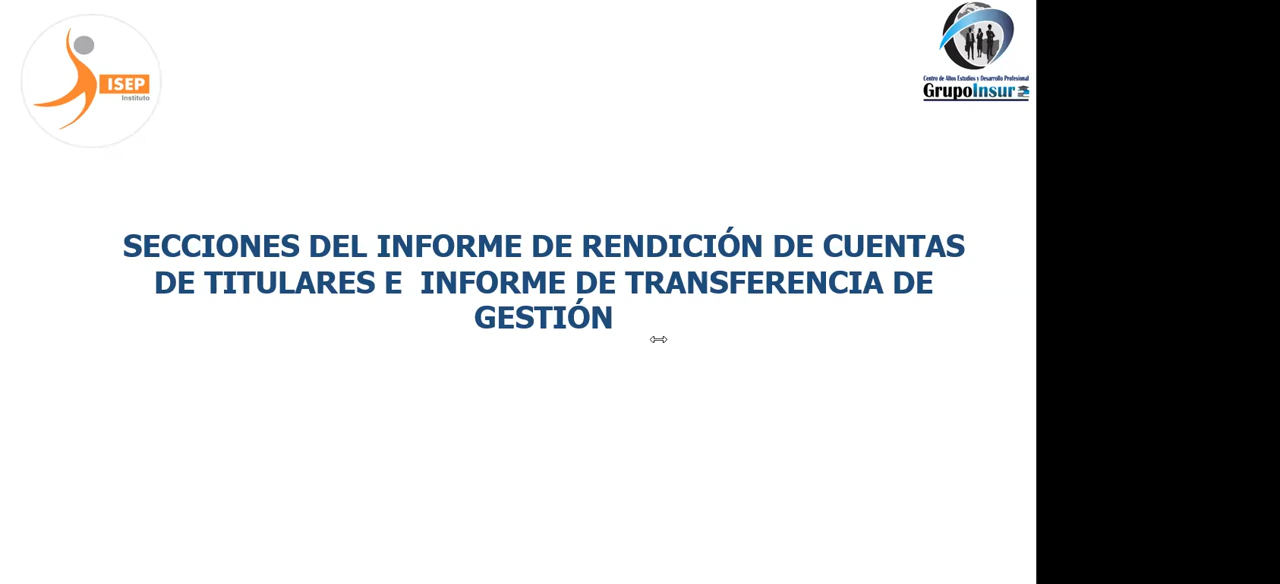 ISEP
Instituto
Centro de Altos Estudios y Desarrollo Profesional
GrupoInsur
SECCIONES DEL INFORME DE RENDICIÓN DE CUENTAS
DE TITULARES E INFORME DE TRANSFERENCIA DE
GESTIÓN